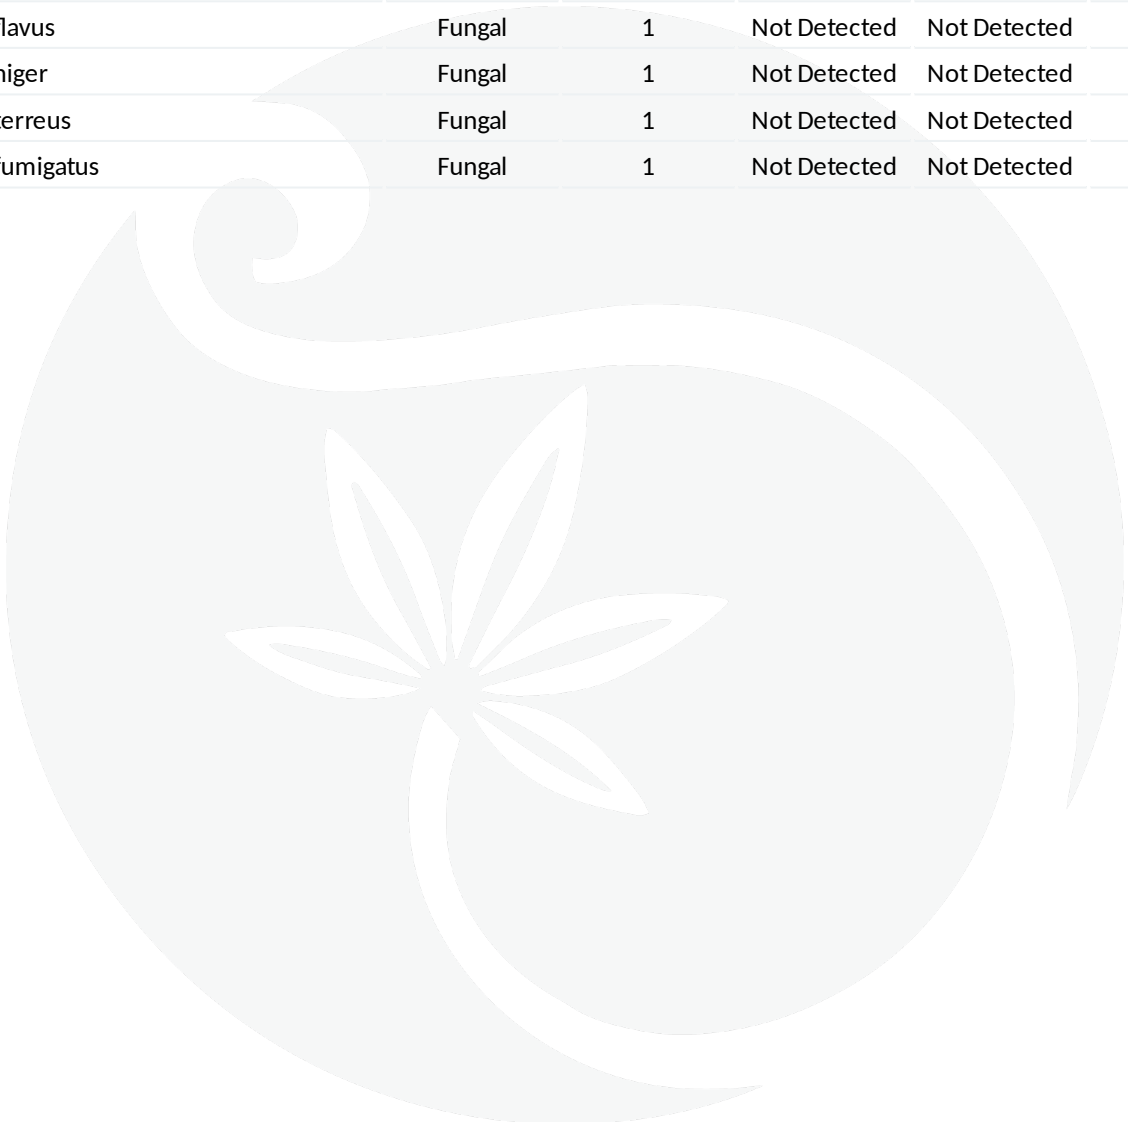 flavus Fungal 1 Not Detected Not Detected
niger Fungal 1 Not Detected Not Detected
terreus Fungal 1 Not Detected Not Detected
fumigatus Fungal 1 Not Detected Not Detected